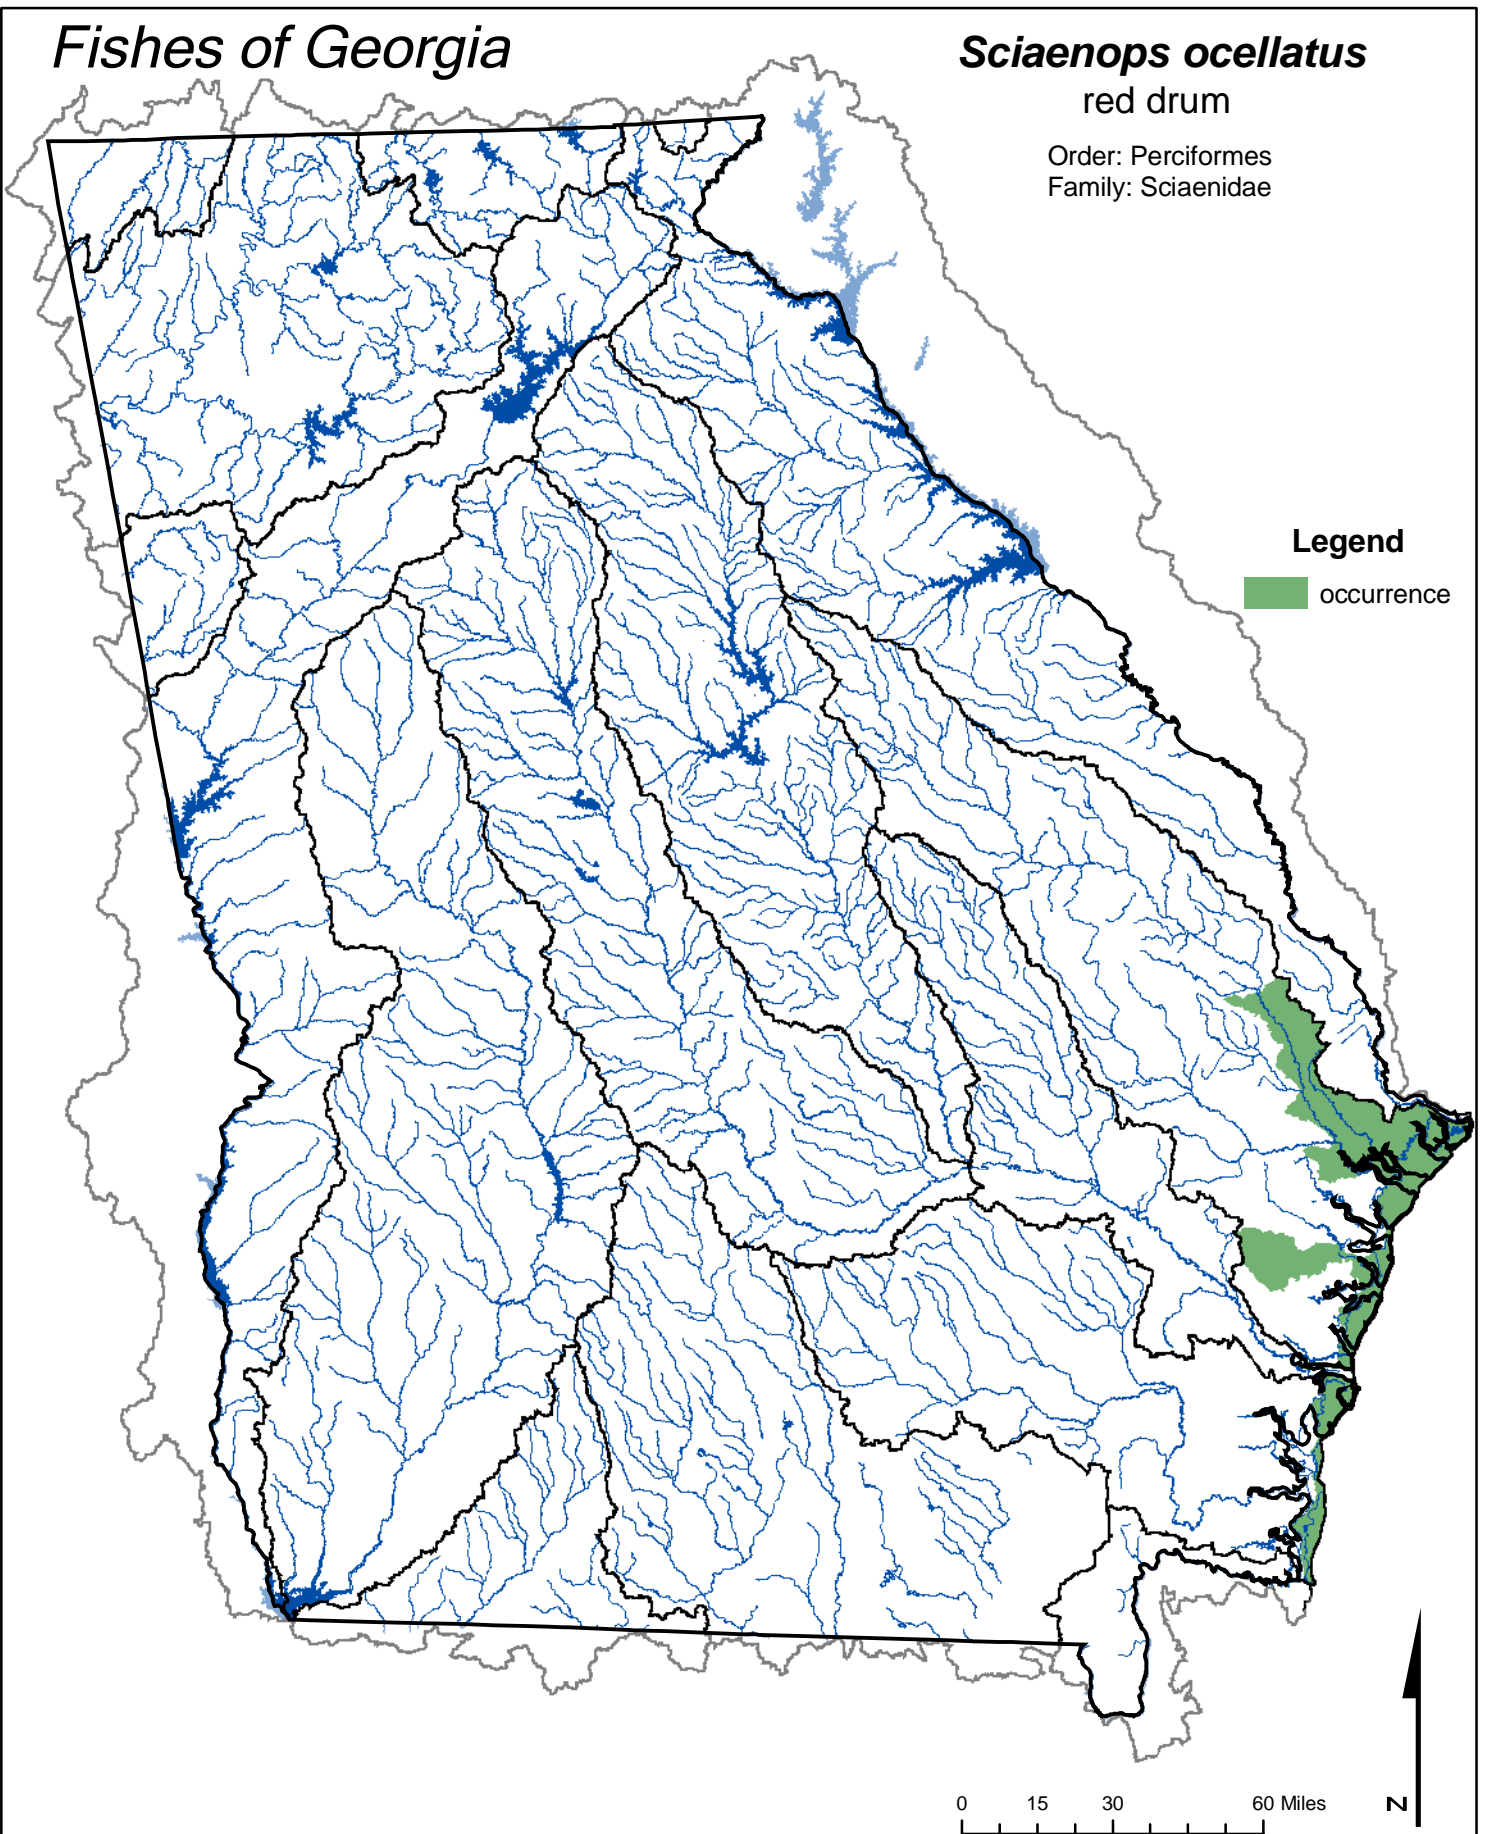 Fishes of Georgia
Sciaenops ocellatus
red drum
Order: Perciformes
Family: Sciaenidae
Legend
occurrence
0 15 30 60 Miles
N